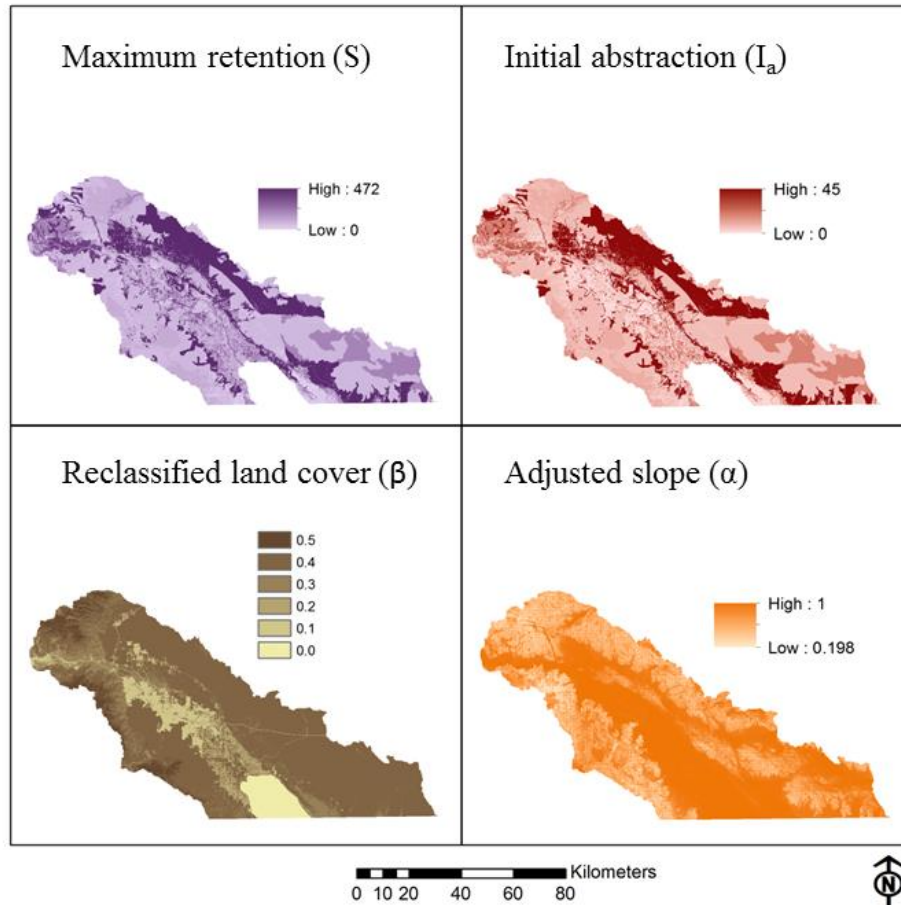 Maximum retention (S)
High : 472
Low : 0
Initial abstraction (Iₐ)
High : 45
Low : 0
Reclassified land cover (β)
0.5
0.4
0.3
0.2
0.1
0.0
Adjusted slope (α)
High : 1
Low : 0.198
Kilometers
0 10 20 40 60 80
N